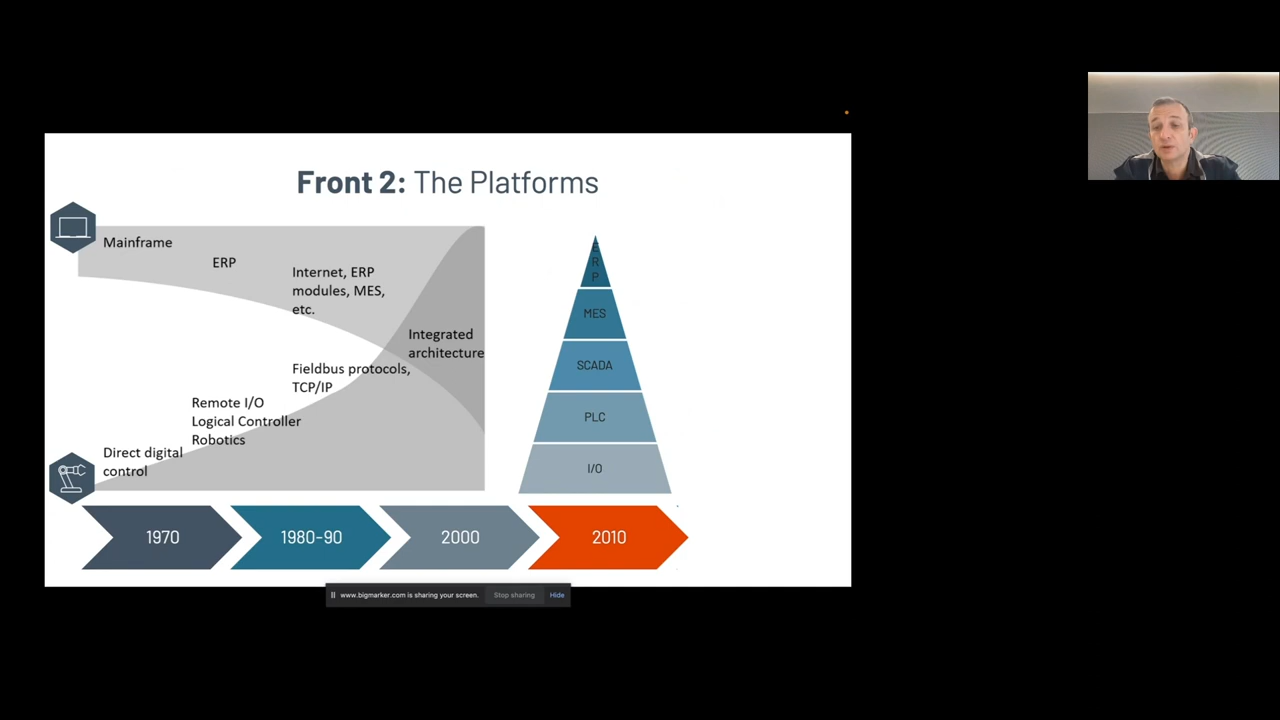 Front 2: The Platforms
Mainframe
ERP
Internet, ERP
modules, MES,
etc.
Integrated
architecture
Fieldbus protocols,
TCP/IP
Remote I/O
Logical Controller
Robotics
Direct digital
control
E
R
P
MES
SCADA
PLC
I/O
1970
1980-90
2000
2010
www.bigmarker.com is sharing your screen.
Stop sharing
Hide